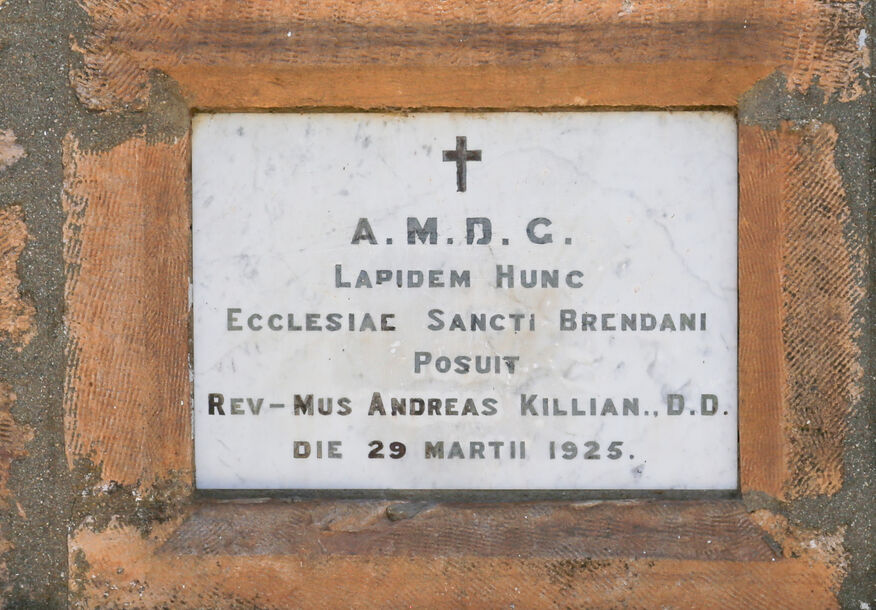 A.M.D.G.
LAPIDEM HUNC
ECCLESIAE SANCTI BRENDANI
POSUIT
REV-MUS ANDREAS KILLIAN., D.D.
DIE 29 MARTII 1925.